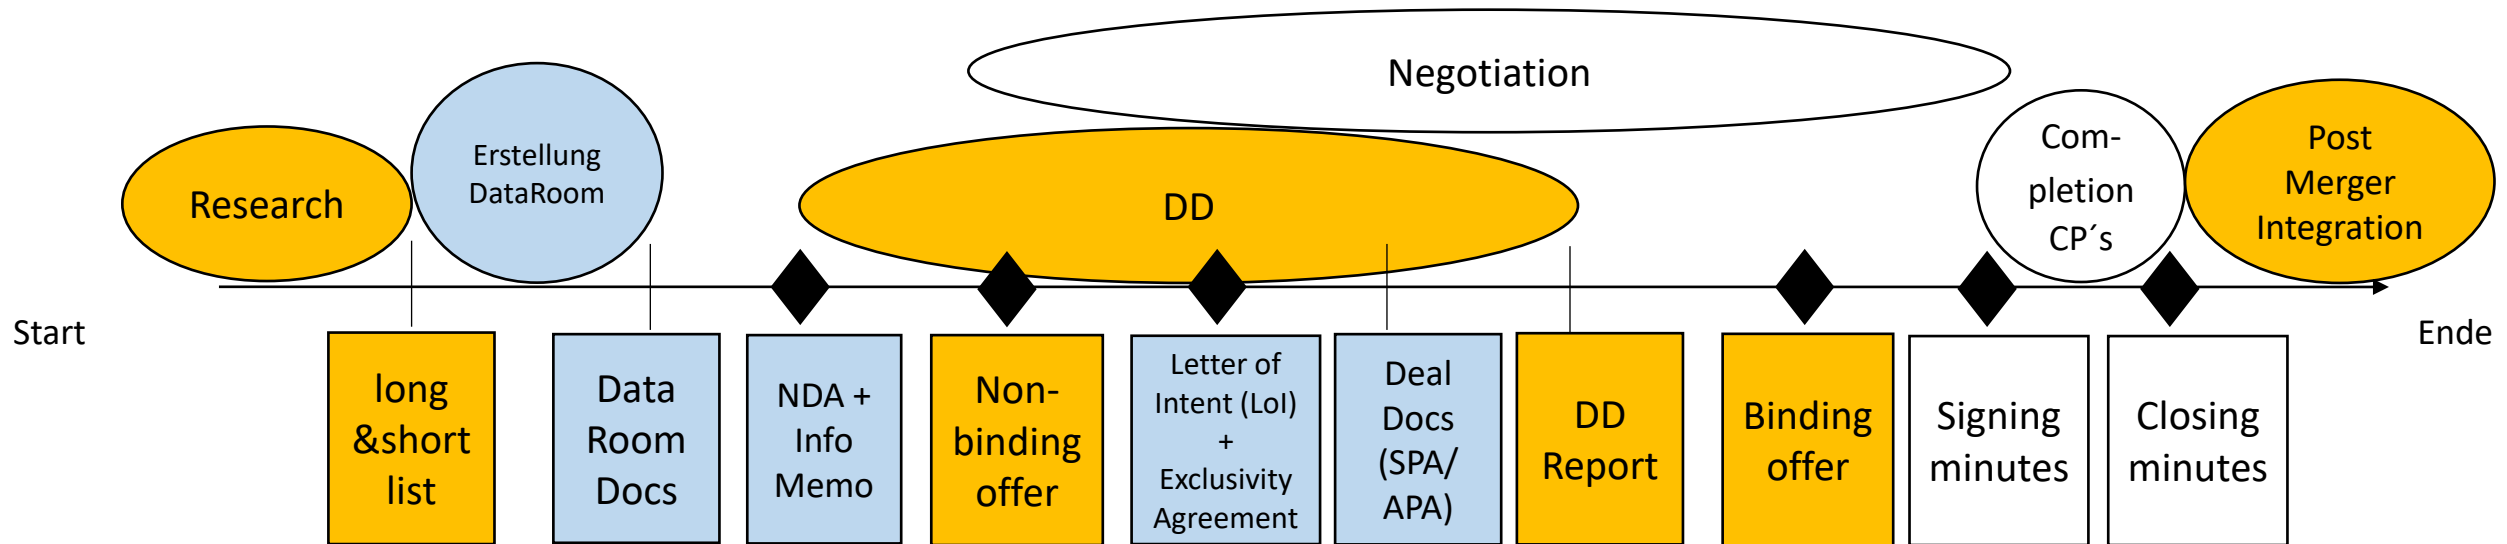 Negotiation
Erstellung
DataRoom
Research
DD
Com-
pletion
CP´s
Post
Merger
Integration
Start
Ende
long
&short
list
Data
Room
Docs
NDA +
Info
Memo
Non-
binding
offer
Letter of
Intent (LoI)
+
Exclusivity
Agreement
Deal
Docs
(SPA/
APA)
DD
Report
Binding
offer
Signing
minutes
Closing
minutes